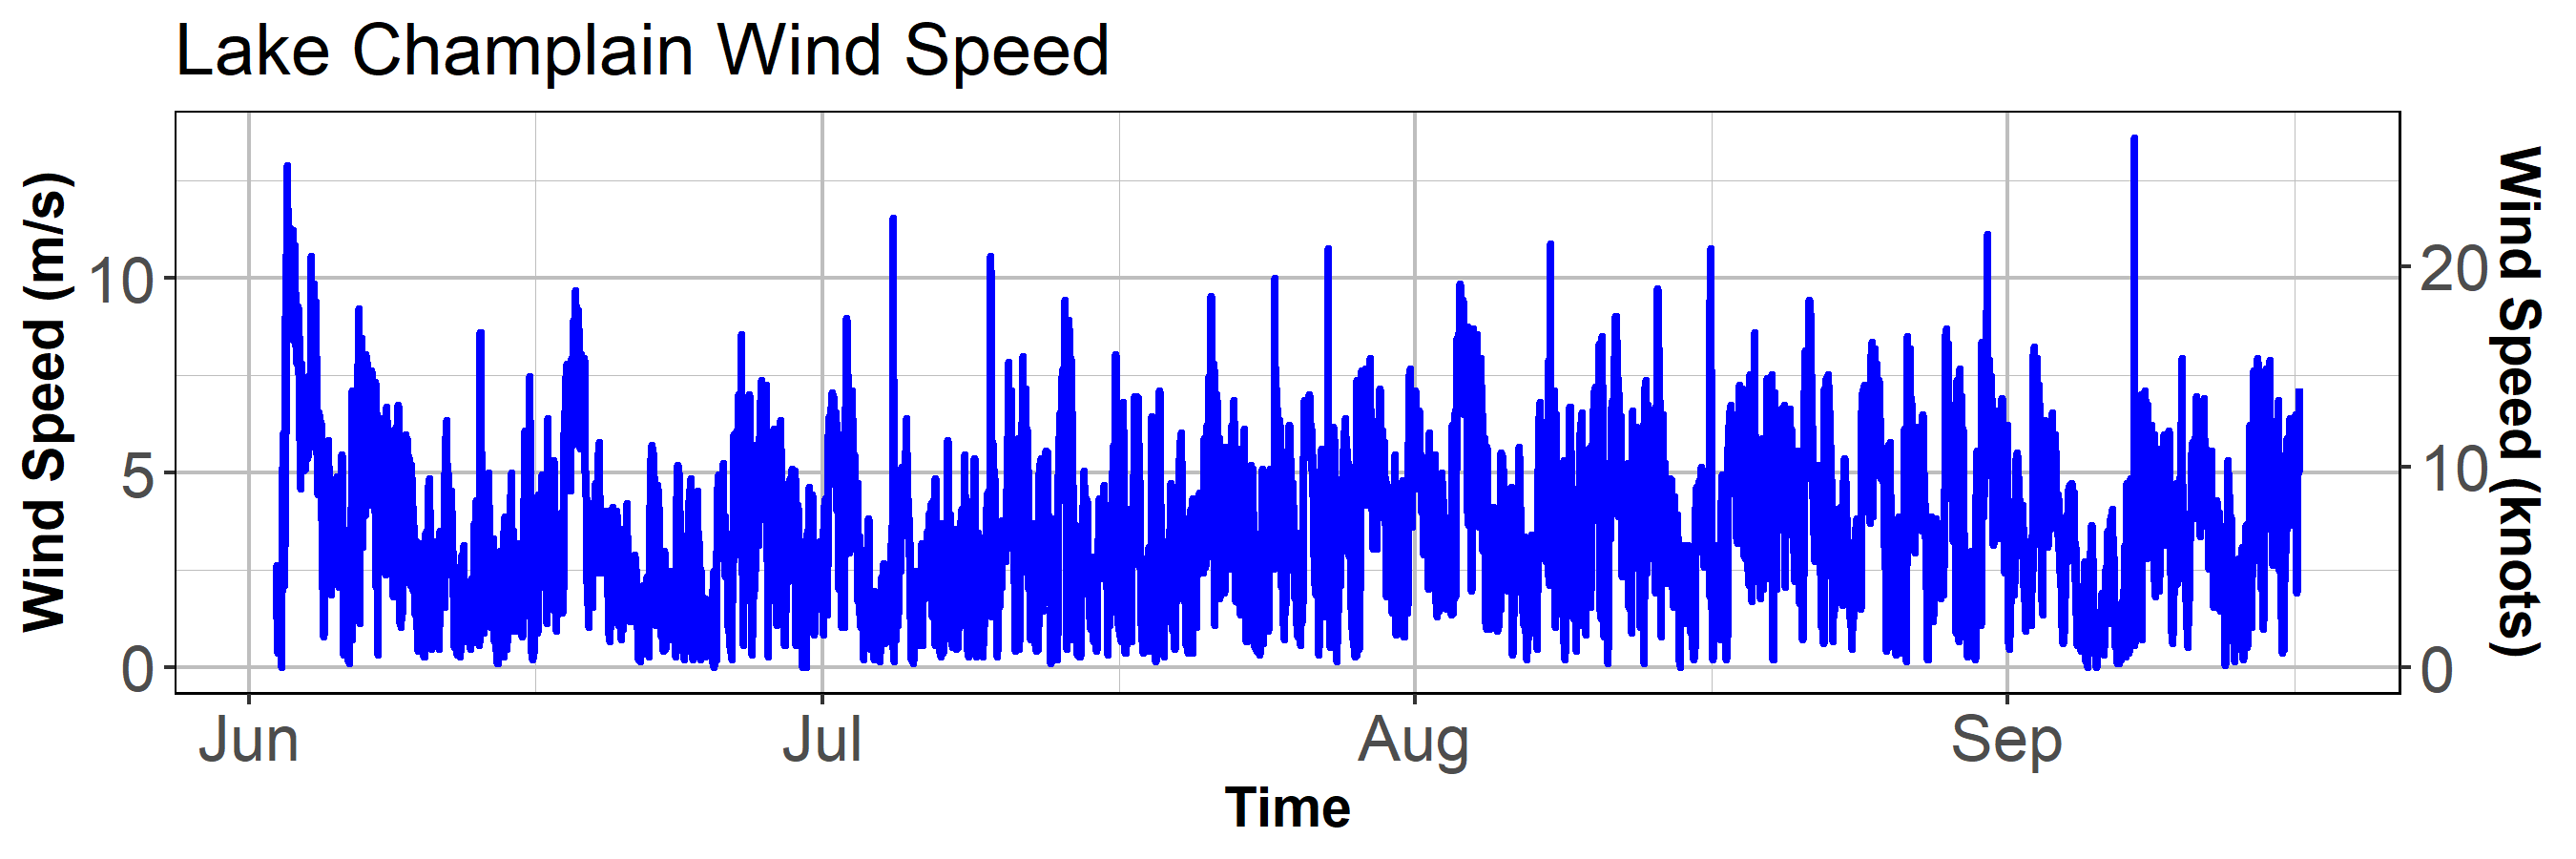 Lake Champlain Wind Speed
Wind Speed (m/s)
10
5
0
20
10
0
Wind Speed (knots)
Jun Jul Aug Sep
Time